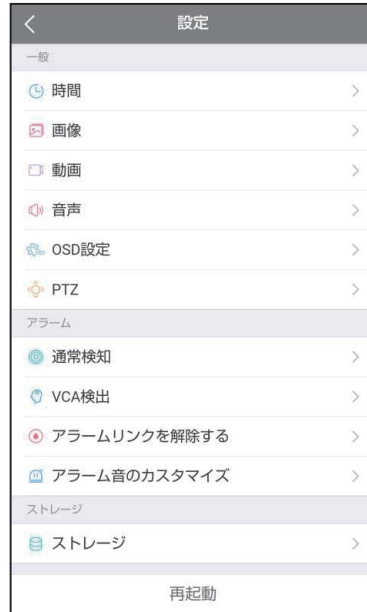 設定
一般
時間
画像
動画
音声
OSD設定
PTZ
アラーム
通常検知
VCA検出
アラームリンクを解除する
アラーム音のカスタマイズ
ストレージ
ストレージ
再起動